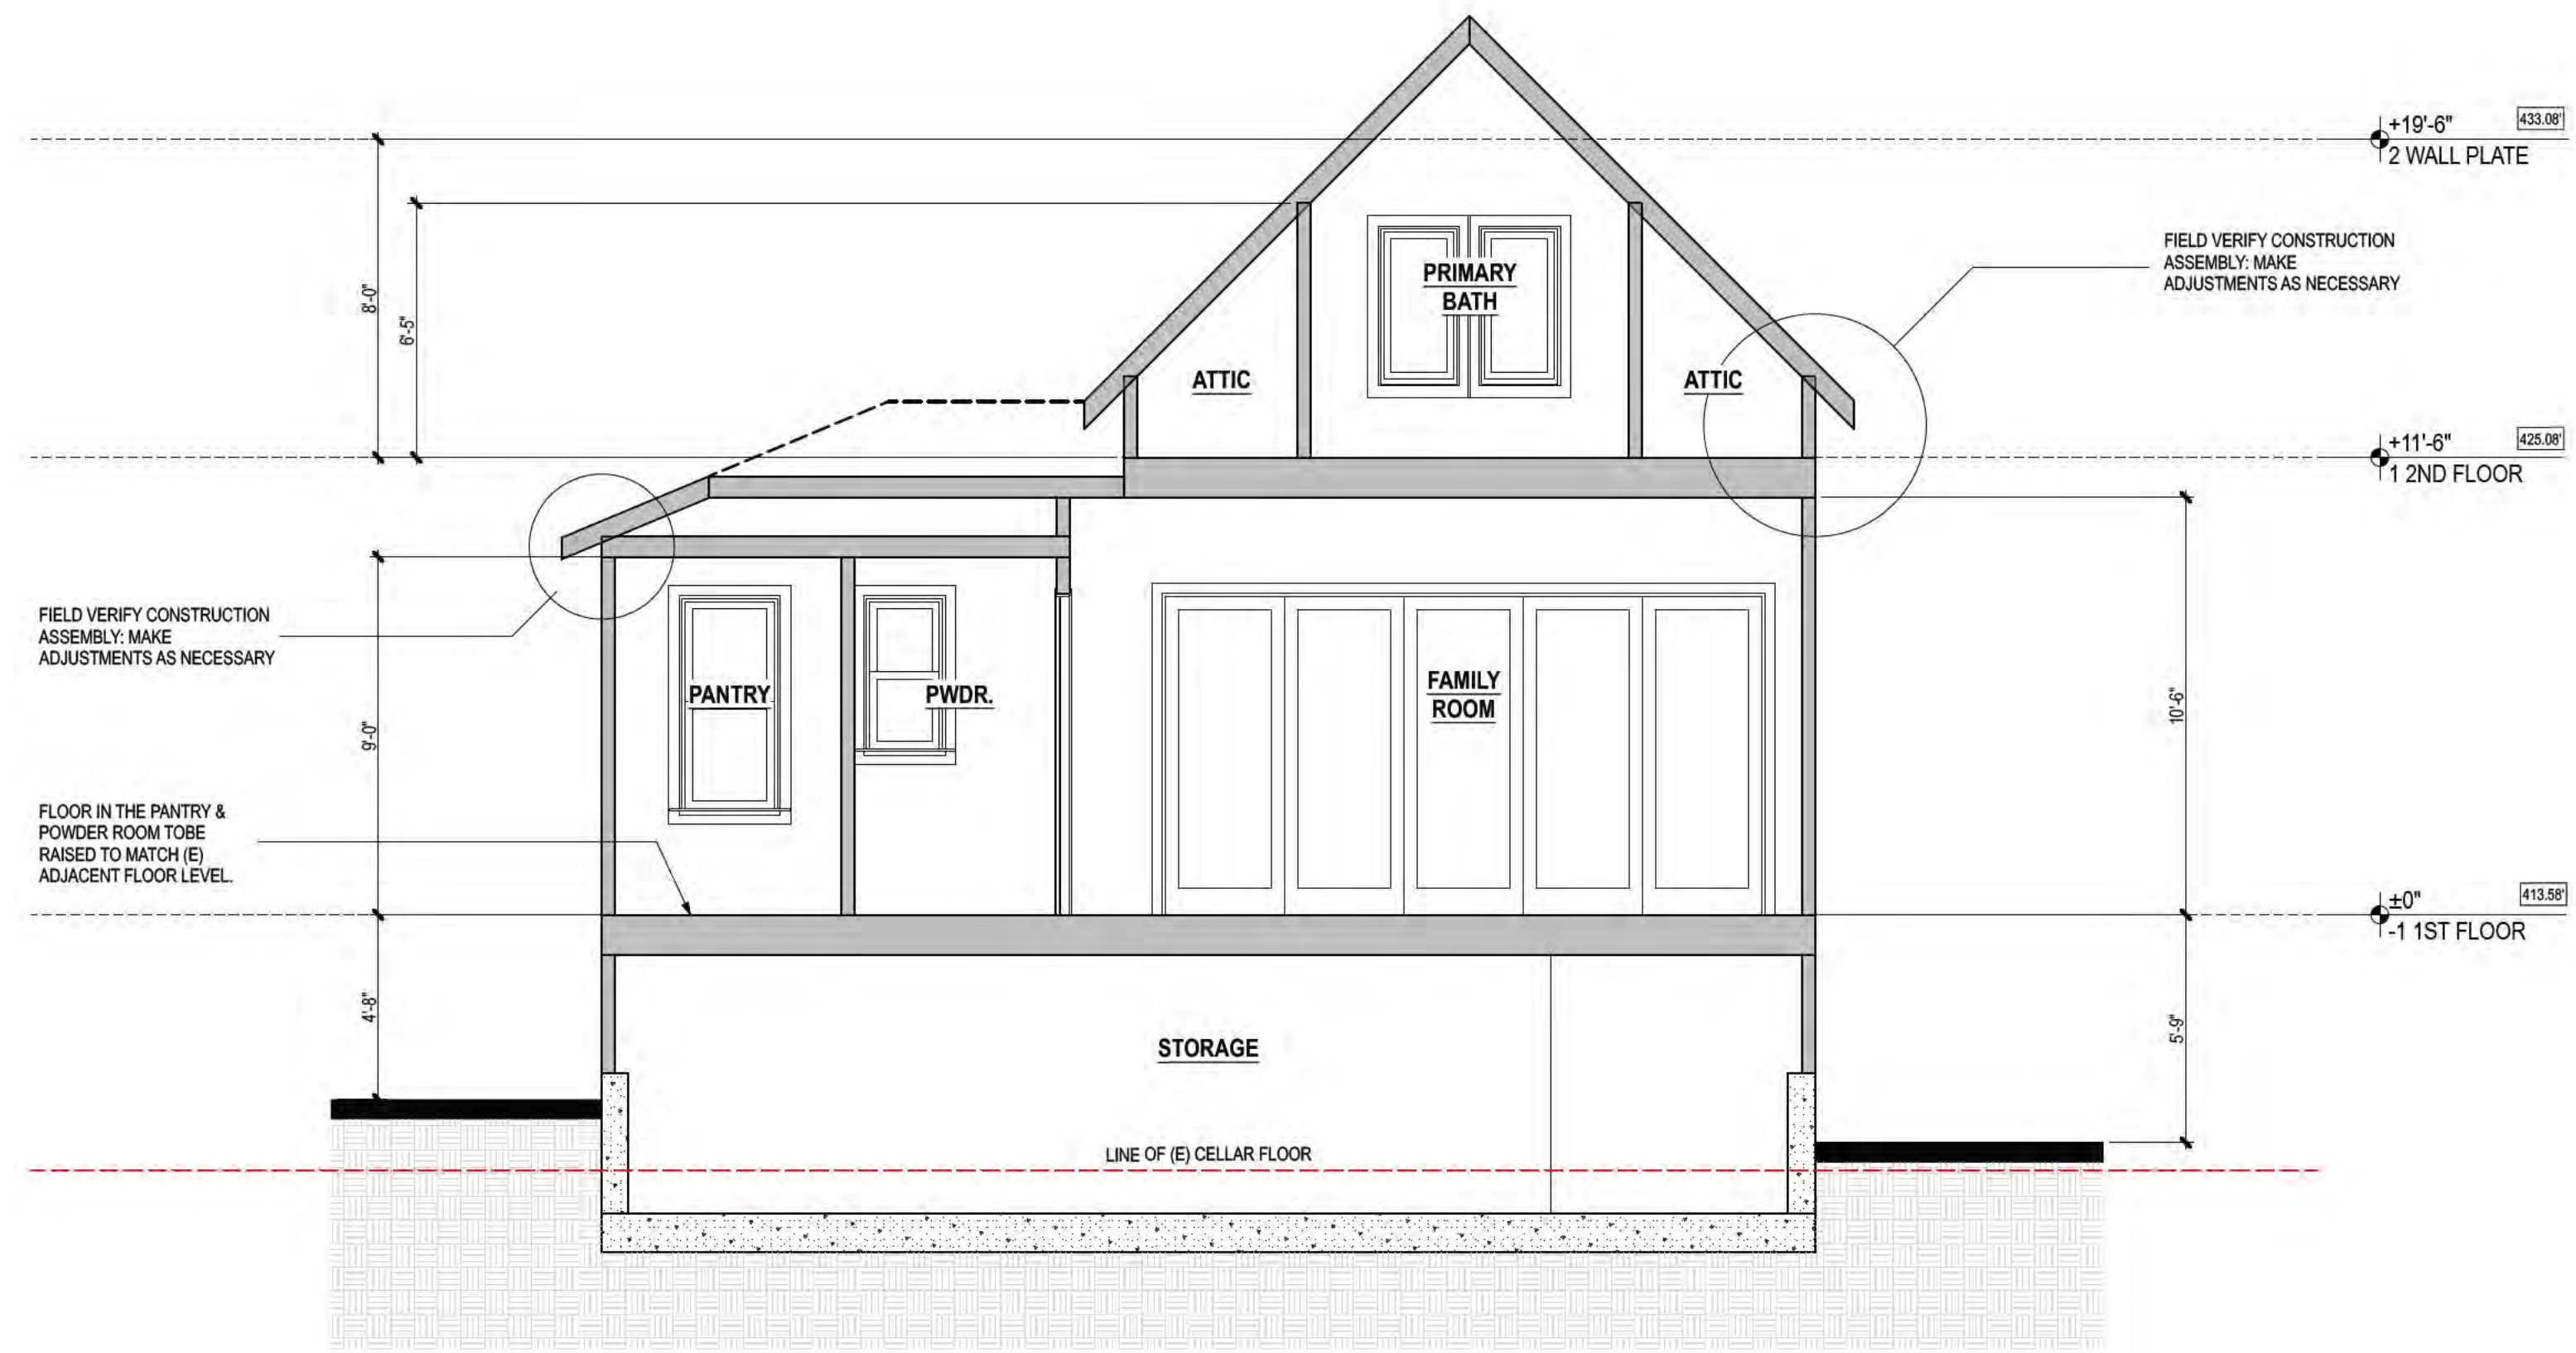 +19'-6" 433.08'
2 WALL PLATE
FIELD VERIFY CONSTRUCTION
ASSEMBLY: MAKE
ADJUSTMENTS AS NECESSARY
PRIMARY
BATH
8'-0"
6'-5"
ATTIC
ATTIC
+11'-6" 425.08'
1 2ND FLOOR
FIELD VERIFY CONSTRUCTION
ASSEMBLY: MAKE
ADJUSTMENTS AS NECESSARY
PANTRY
PWDR.
FAMILY
ROOM
9'-0"
10'-6"
FLOOR IN THE PANTRY &
POWDER ROOM TOBE
RAISED TO MATCH (E)
ADJACENT FLOOR LEVEL.
±0" 413.58'
-1 1ST FLOOR
4'-8"
5'-9"
STORAGE
LINE OF (E) CELLAR FLOOR